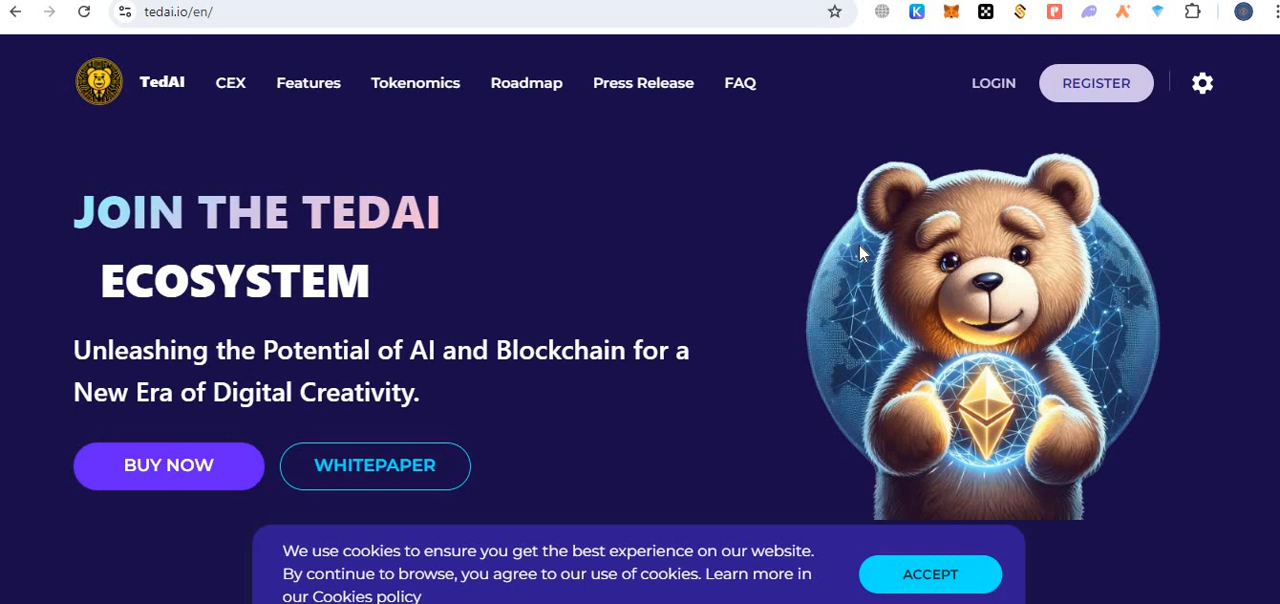 tedai.io/en/
TedAI
CEX
Features
Tokenomics
Roadmap
Press Release
FAQ
LOGIN
REGISTER
JOIN THE TEDAI
ECOSYSTEM
Unleashing the Potential of AI and Blockchain for a
New Era of Digital Creativity.
BUY NOW
WHITEPAPER
We use cookies to ensure you get the best experience on our website.
By continue to browse, you agree to our use of cookies. Learn more in
our Cookies policy
ACCEPT